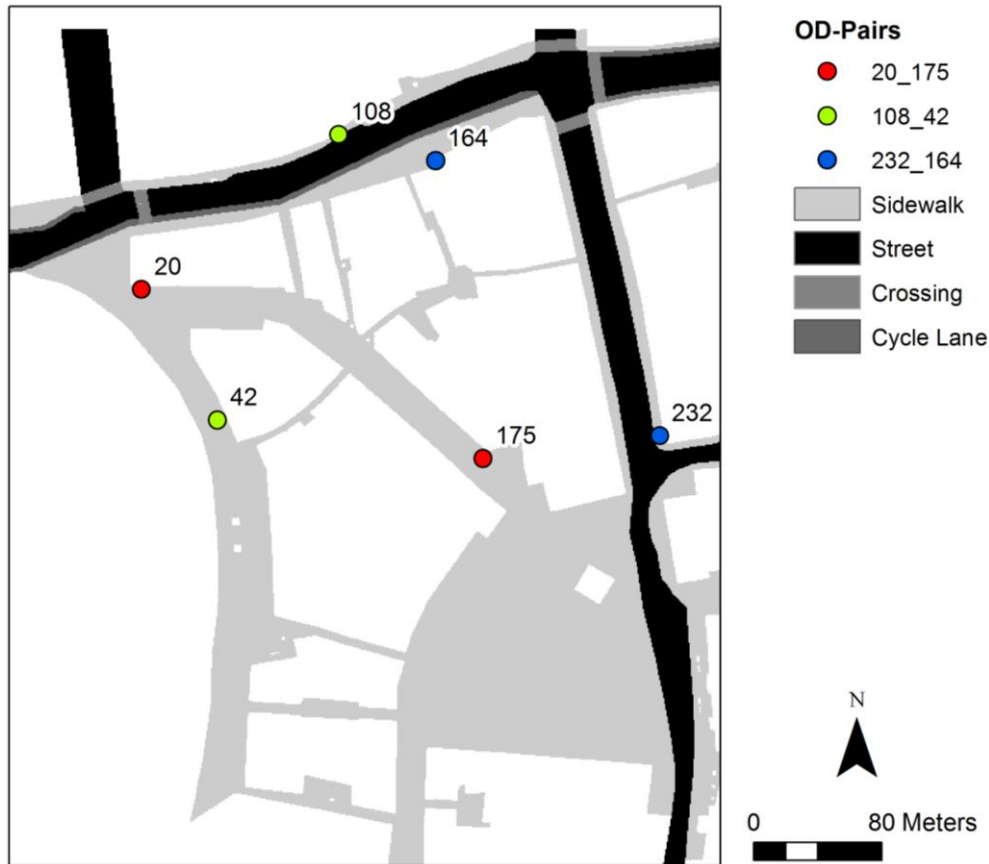 108
164
20
42
175
232
OD-Pairs
20_175
108_42
232_164
Sidewalk
Street
Crossing
Cycle Lane
N
0 80 Meters